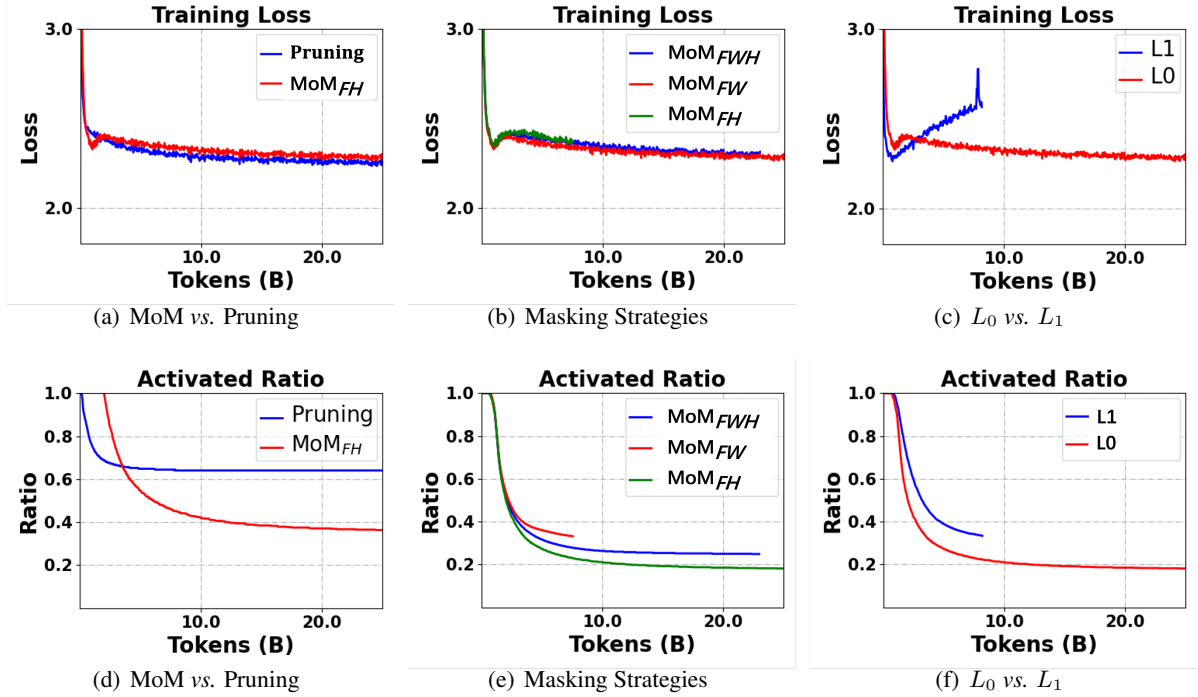 Training Loss
3.0
2.0
Loss
Pruning
MoM_FH
10.0
20.0
Tokens (B)
(a) MoM vs. Pruning
Training Loss
3.0
2.0
Loss
MoM_FWH
MoM_FW
MoM_FH
10.0
20.0
Tokens (B)
(b) Masking Strategies
Training Loss
3.0
2.0
Loss
L1
L0
10.0
20.0
Tokens (B)
(c) L0 vs. L1
Activated Ratio
1.0
0.8
0.6
0.4
0.2
Ratio
Pruning
MoM_FH
10.0
20.0
Tokens (B)
(d) MoM vs. Pruning
Activated Ratio
1.0
0.8
0.6
0.4
0.2
Ratio
MoM_FWH
MoM_FW
MoM_FH
10.0
20.0
Tokens (B)
(e) Masking Strategies
Activated Ratio
1.0
0.8
0.6
0.4
0.2
Ratio
L1
L0
10.0
20.0
Tokens (B)
(f) L0 vs. L1